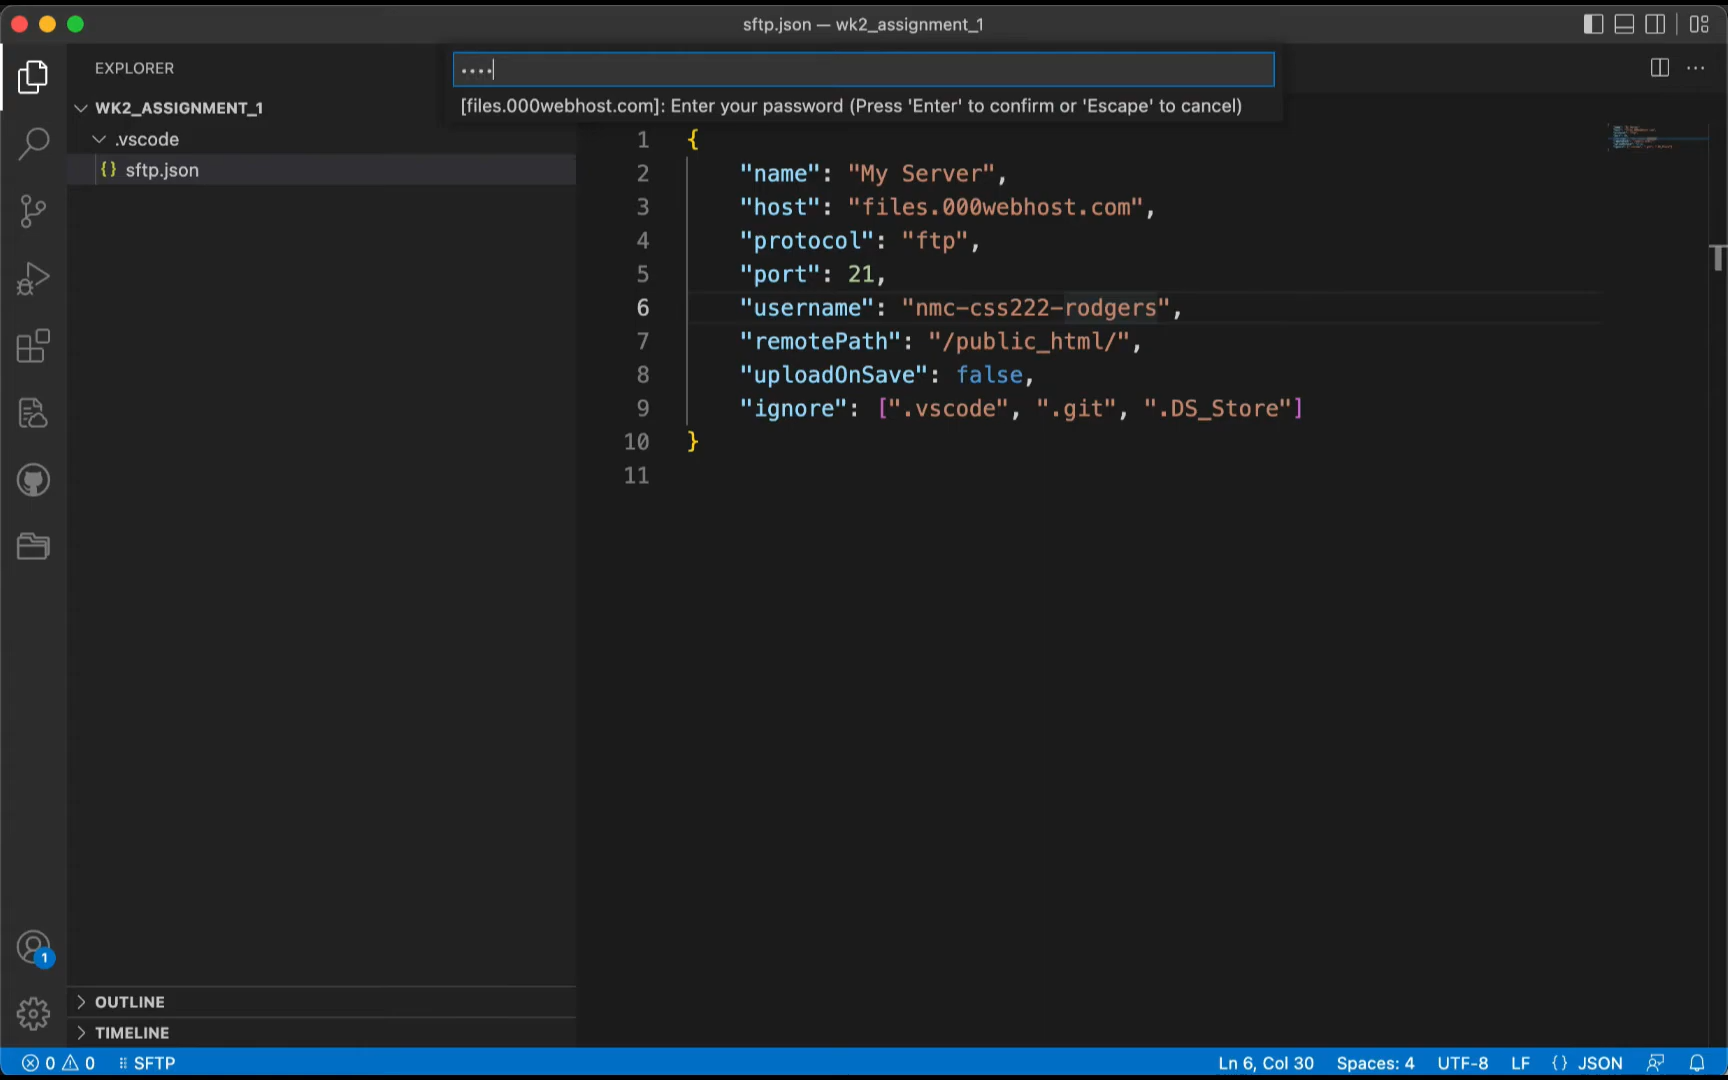 sftp.json — wk2_assignment_1
EXPLORER
••••
[files.000webhost.com]: Enter your password (Press 'Enter' to confirm or 'Escape' to cancel)
WK2_ASSIGNMENT_1
.vscode
{} sftp.json
1 {
2 "name": "My Server",
3 "host": "files.000webhost.com",
4 "protocol": "ftp",
5 "port": 21,
6 "username": "nmc-css222-rodgers",
7 "remotePath": "/public_html/",
8 "uploadOnSave": false,
9 "ignore": [".vscode", ".git", ".DS_Store"]
10 }
11
T
1
OUTLINE
TIMELINE
0 0 SFTP
Ln 6, Col 30 Spaces: 4 UTF-8 LF {} JSON